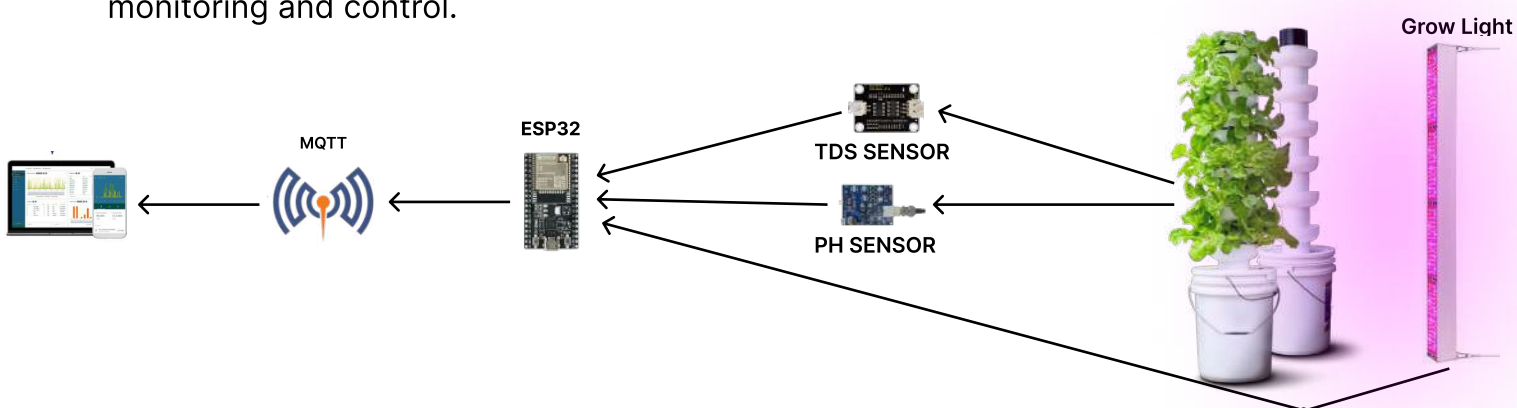 monitoring and control.
Grow Light
ESP32
MQTT
TDS SENSOR
PH SENSOR